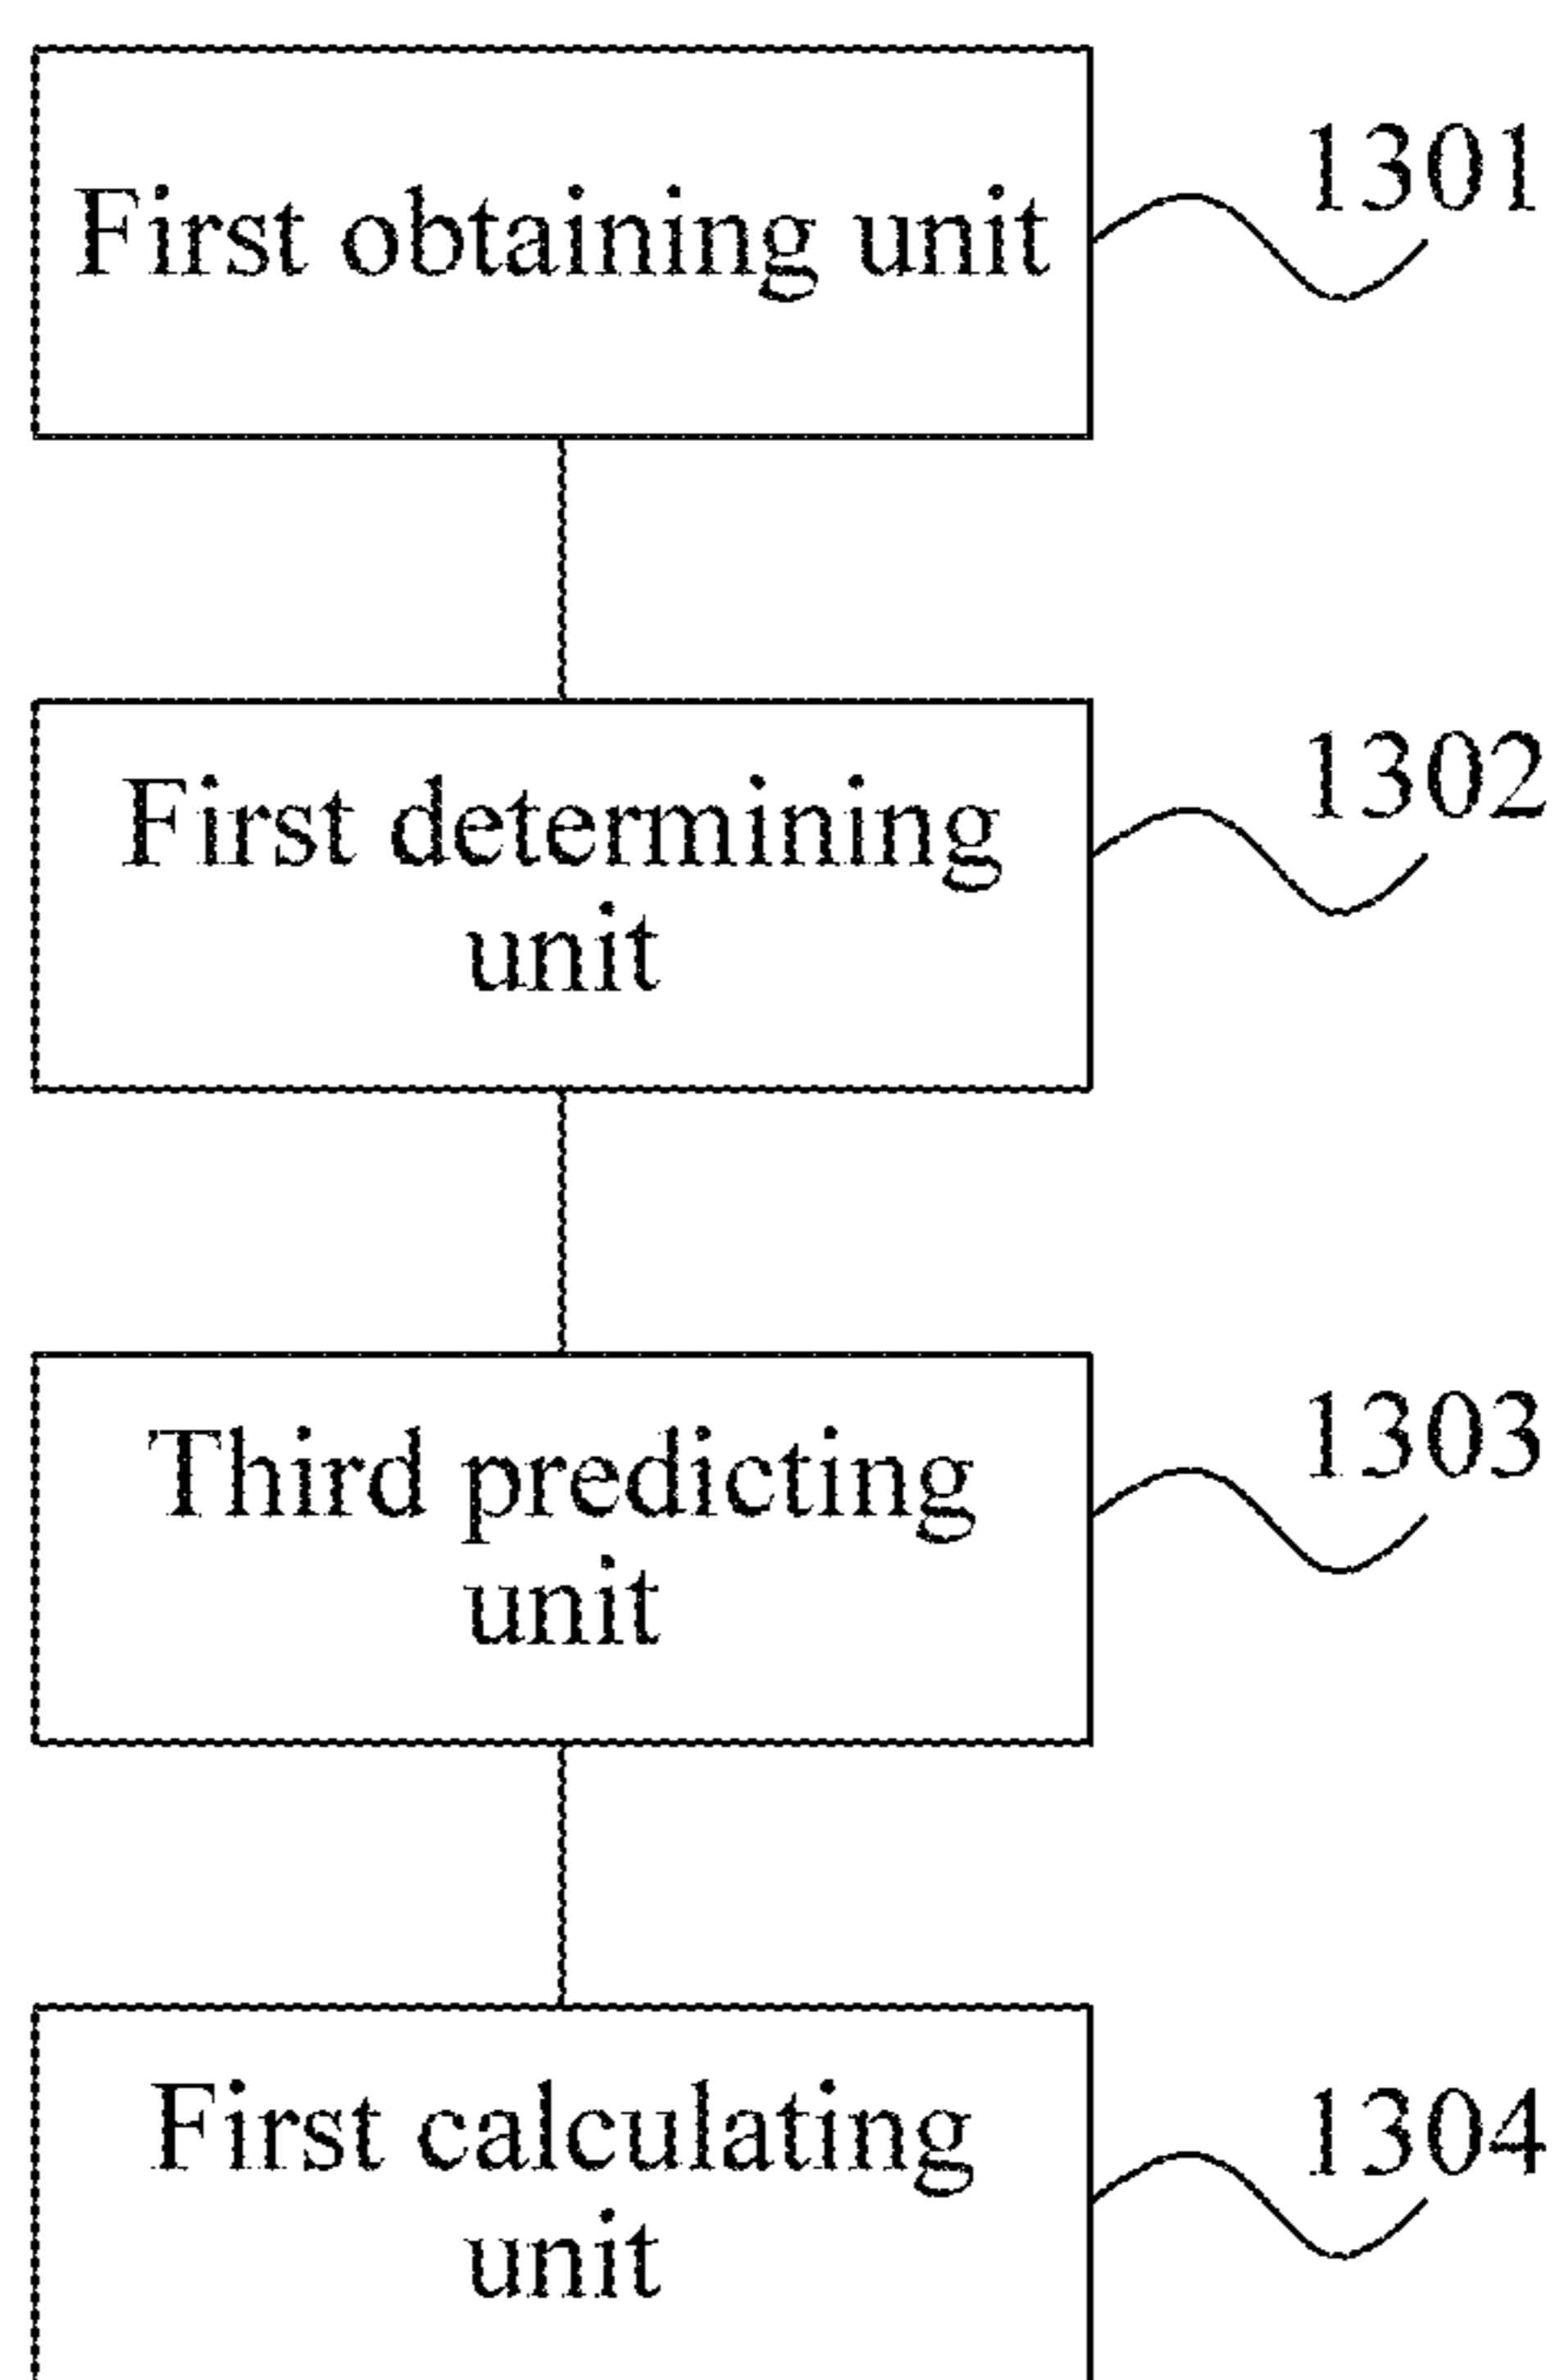 First obtaining unit
1301
First determining
unit
1302
Third predicting
unit
1303
First calculating
unit
1304